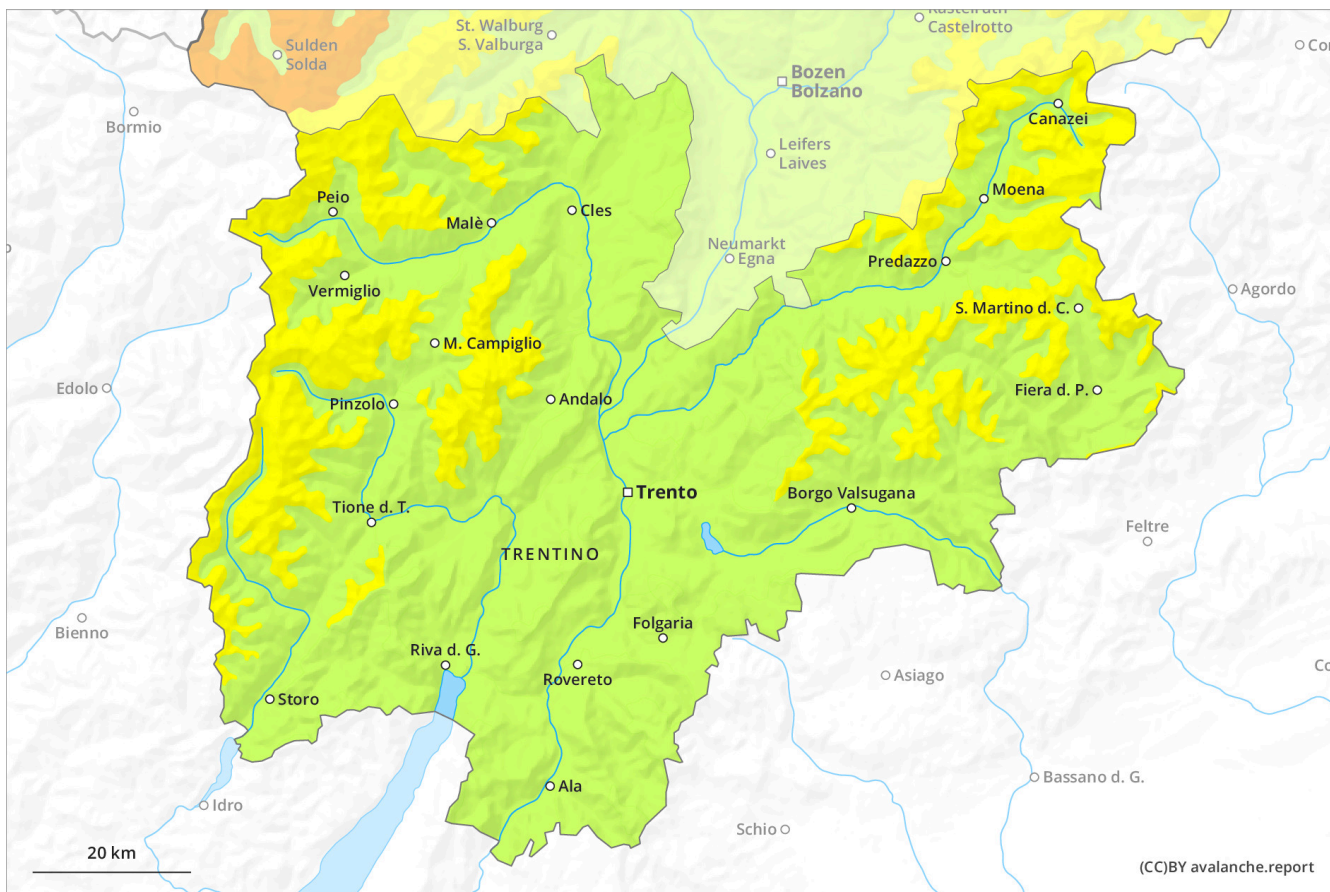 St. Walburg
S. Valburga
Kastelruth
Castelrotto
Sulden
Solda
Bozen
Bolzano
Bormio
Canazei
Leifers
Laives
Peio
Moena
Malè
Cles
Neumarkt
Egna
Predazzo
Vermiglio
Agordo
S. Martino d. C.
M. Campiglio
Edolo
Pinzolo
Andalo
Fiera d. P.
Trento
Borgo Valsugana
Tione d. T.
Feltre
TRENTINO
Bienno
Folgaria
Riva d. G.
Rovereto
Asiago
Storo
Ala
Bassano d. G.
Idro
Schio
20 km
(CC)BY avalanche.report